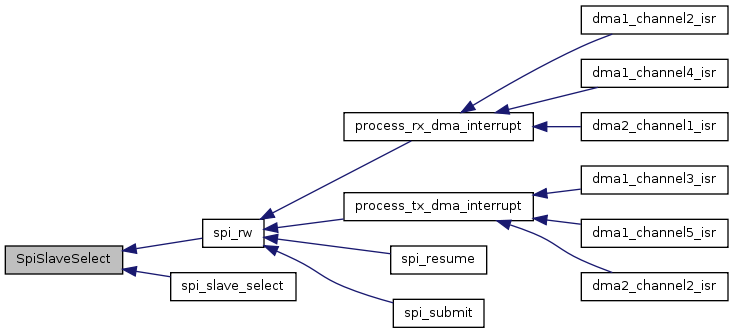 dma1_channel2_isr
dma1_channel4_isr
process_rx_dma_interrupt
dma2_channel1_isr
dma1_channel3_isr
process_tx_dma_interrupt
spi_rw
dma1_channel5_isr
SpiSlaveSelect
spi_resume
spi_slave_select
dma2_channel2_isr
spi_submit